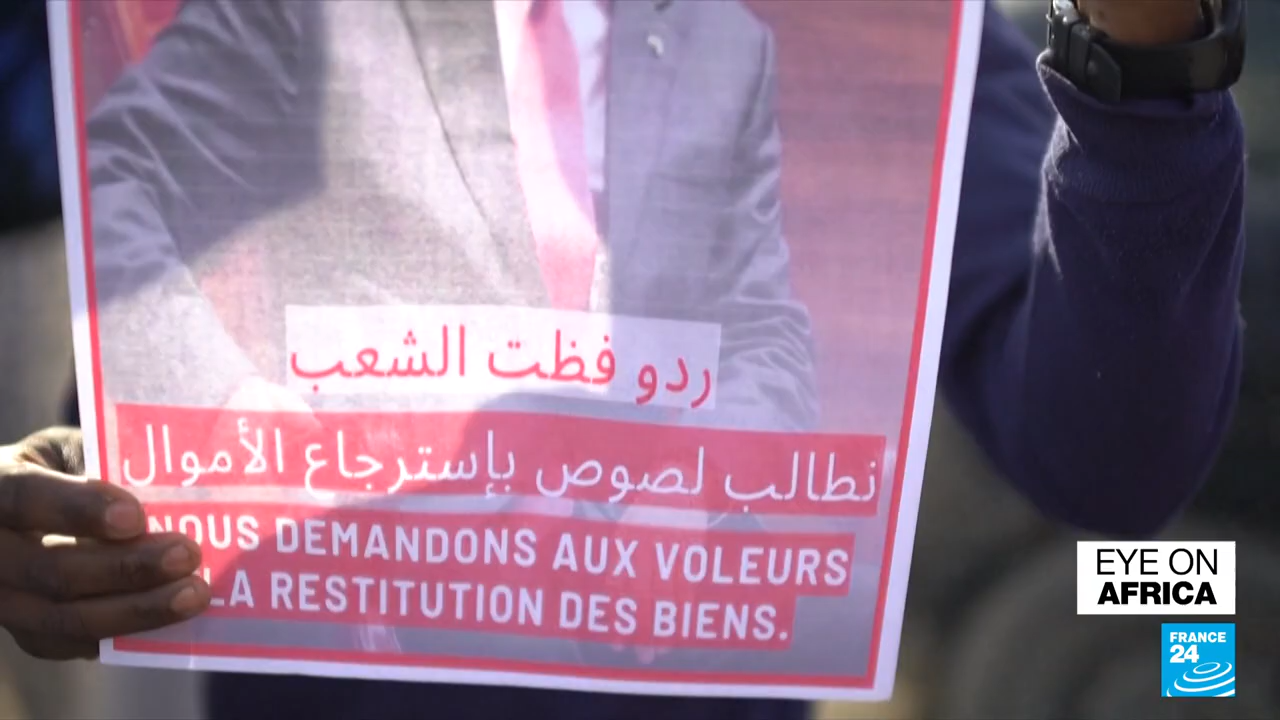 ردو فظت الشعب
نطالب لصوص بإسترجاع الأموال
NOUS DEMANDONS AUX VOLEURS
LA RESTITUTION DES BIENS.
EYE ON
AFRICA
FRANCE
24